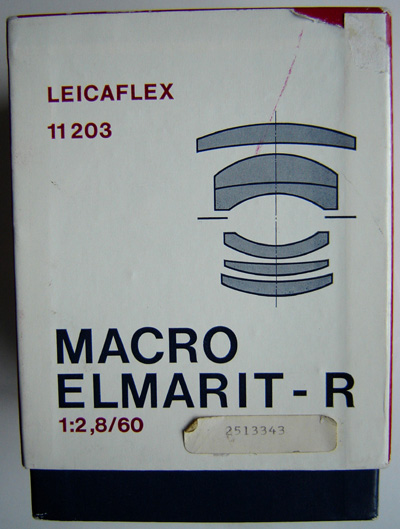 LEICAFLEX
11 203
MACRO
ELMARIT - R
1:2,8/60
2513343